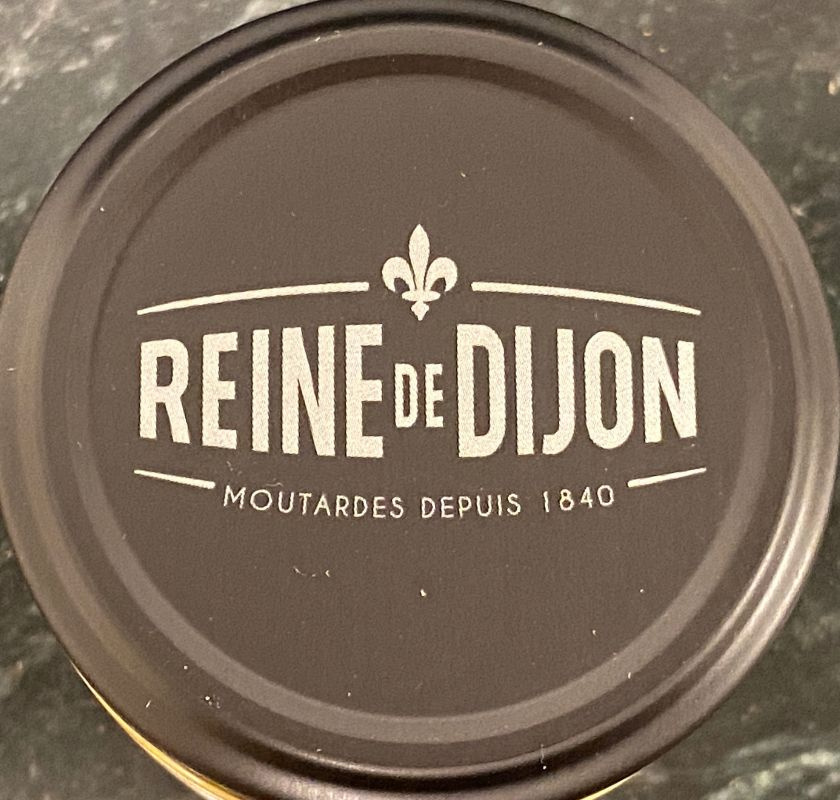 REINE DE DIJON
MOUTARDES DEPUIS 1840